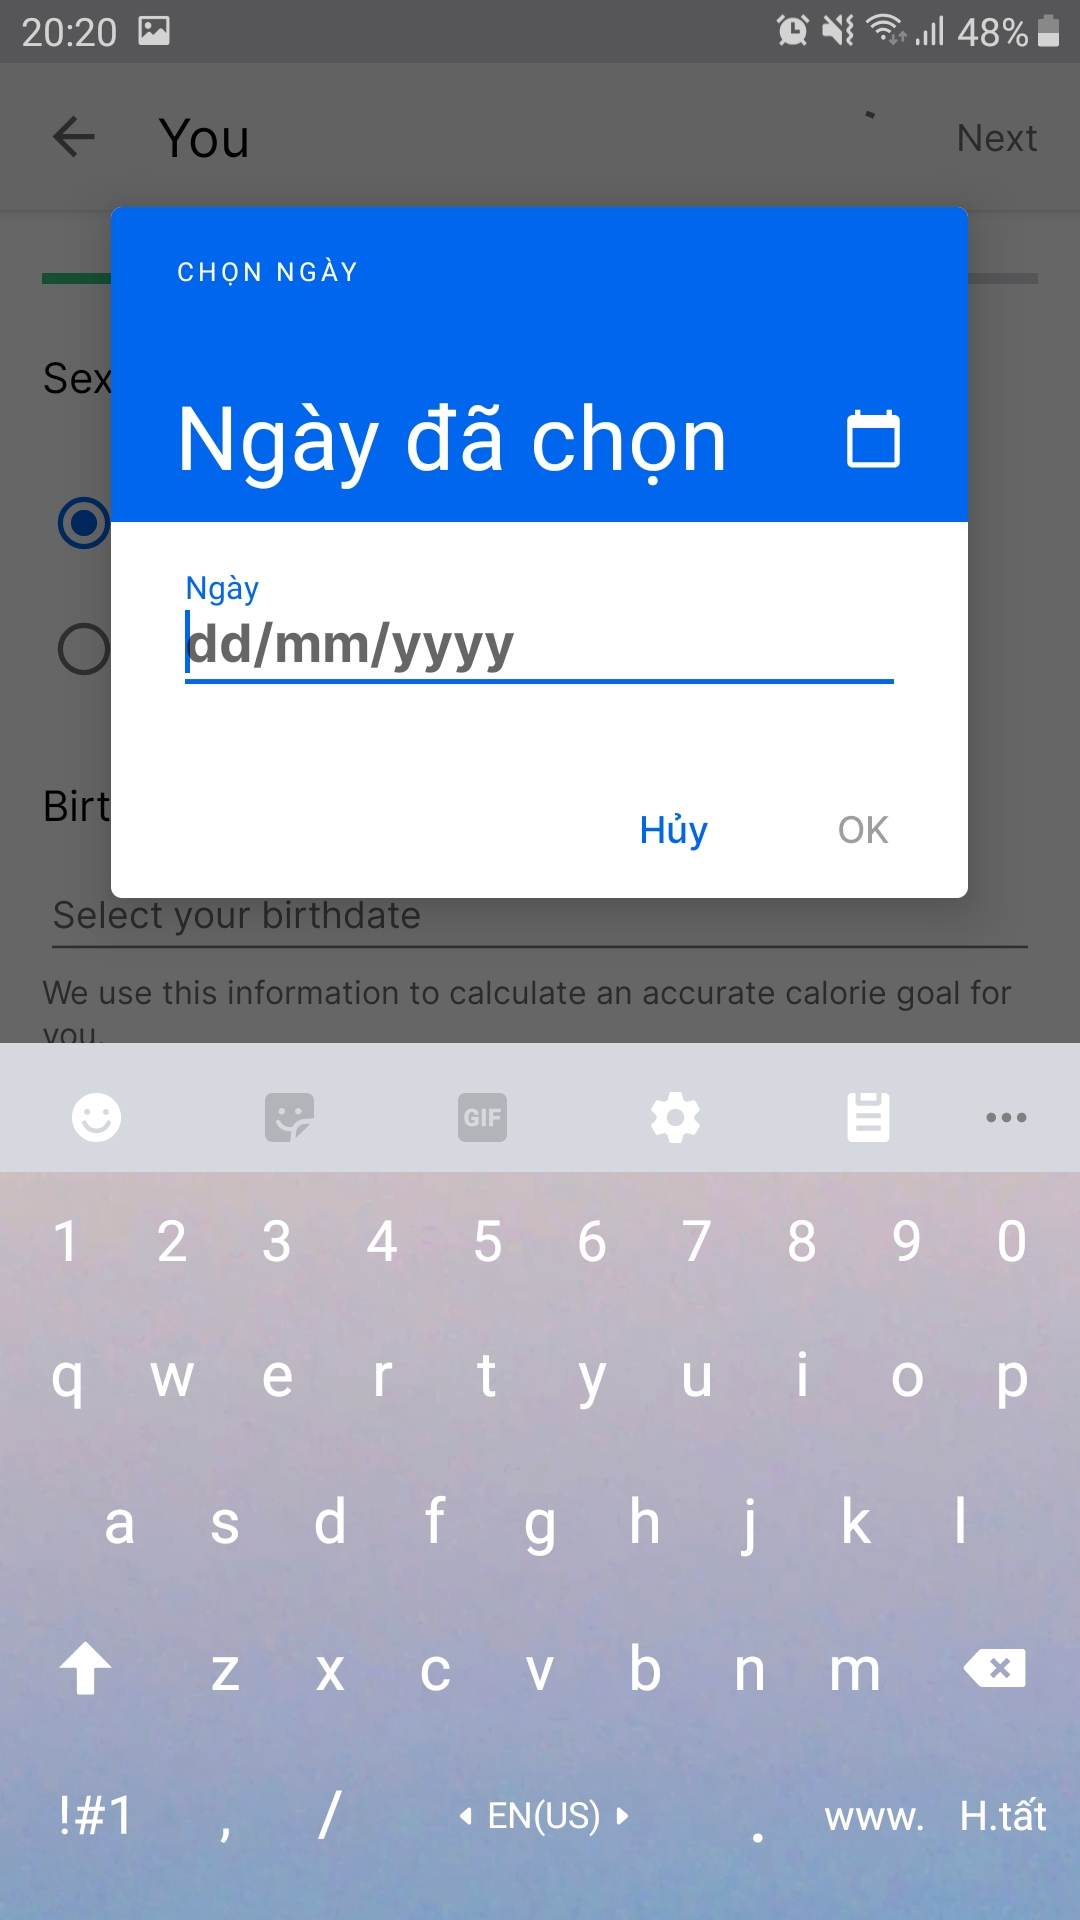 20:20 48%
You Next
CHỌN NGÀY
Sex
Ngày đã chọn
Ngày
dd/mm/yyyy
Birt
Hủy OK
Select your birthdate
We use this information to calculate an accurate calorie goal for
you.
GIF
1 2 3 4 5 6 7 8 9 0
q w e r t y u i o p
a s d f g h j k l
z x c v b n m
!#1 , / EN(US) . www. H.tất